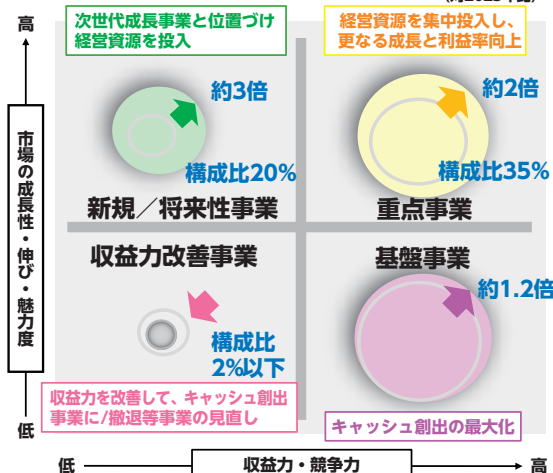 高
次世代成長事業と位置づけ
経営資源を投入
経営資源を集中投入し、
更なる成長と利益率向上
約3倍
構成比20%
新規／将来性事業
約2倍
構成比35%
重点事業
市場の成長性・伸び・魅力度
収益力改善事業
構成比
2%以下
収益力を改善して、キャッシュ創出
事業に/撤退等事業の見直し
基盤事業
約1.2倍
キャッシュ創出の最大化
低
低
収益力・競争力
高